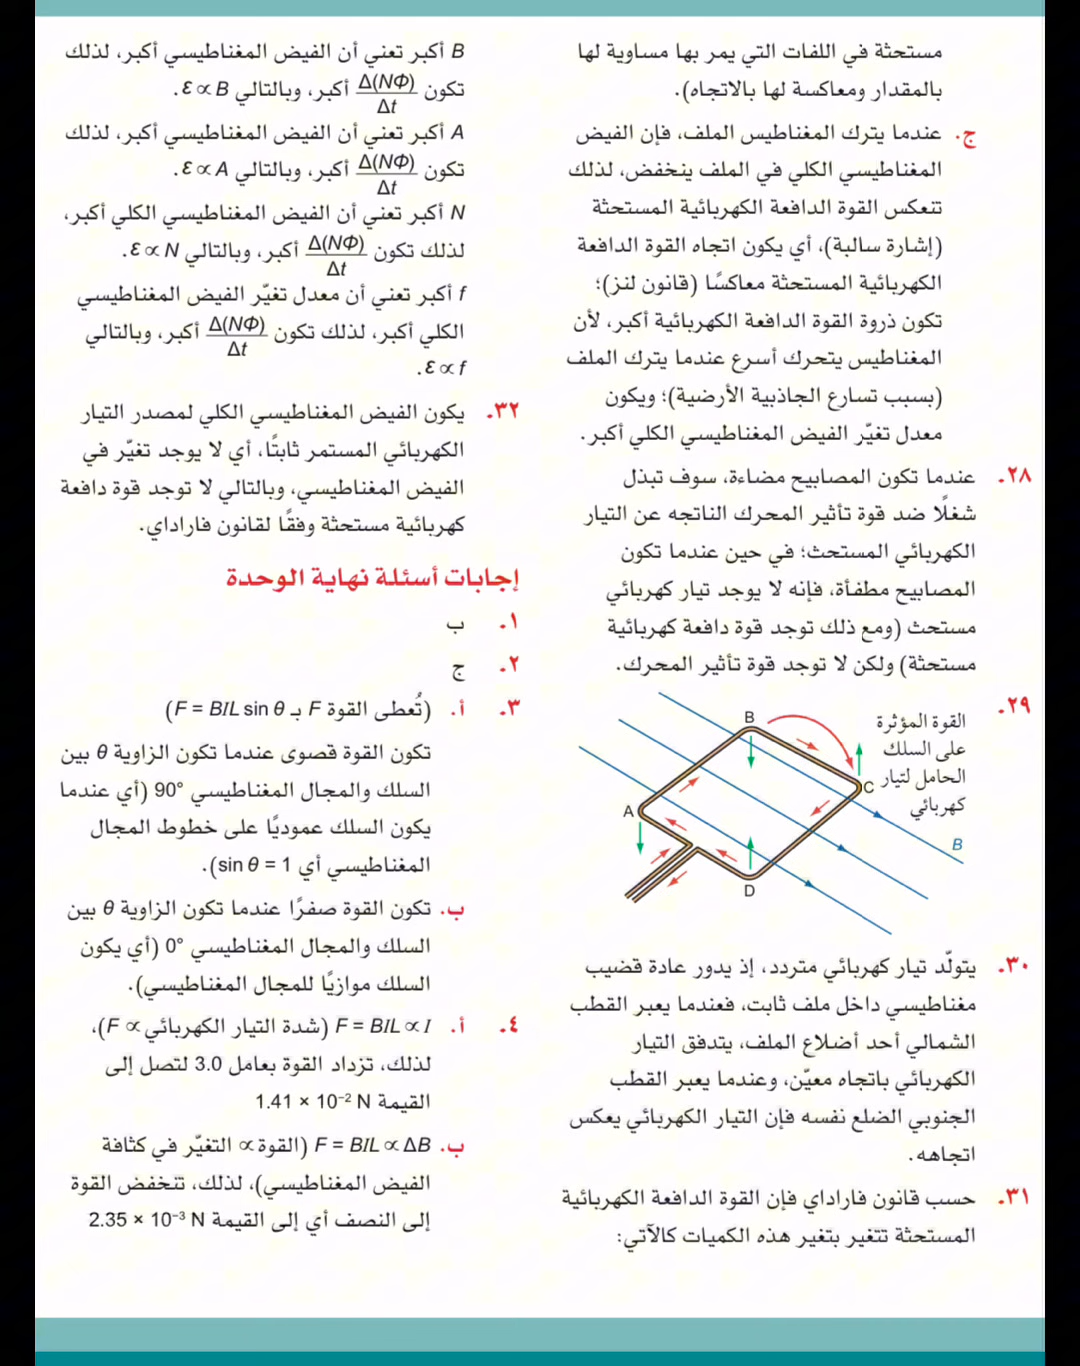 مستحثة في اللفات التي يمر بها مساوية لها
بالمقدار ومعاكسة لها بالاتجاه).
ج. عندما يترك المغناطيس الملف، فإن الفيض
المغناطيسي الكلي في الملف ينخفض، لذلك
تنعكس القوة الدافعة الكهربائية المستحثة
(إشارة سالبة)، أي يكون اتجاه القوة الدافعة
الكهربائية المستحثة معاكسًا (قانون لنز)؛
تكون ذروة القوة الدافعة الكهربائية أكبر، لأن
المغناطيس يتحرك أسرع عندما يترك الملف
(بسبب تسارع الجاذبية الأرضية)؛ ويكون
معدل تغيّر الفيض المغناطيسي الكلي أكبر.
٢٨. عندما تكون المصابيح مضاءة، سوف تبذل
شغلًا ضد قوة تأثير المحرك الناتجه عن التيار
الكهربائي المستحث؛ في حين عندما تكون
المصابيح مطفأة، فإنه لا يوجد تيار كهربائي
مستحث (ومع ذلك توجد قوة دافعة كهربائية
مستحثة) ولكن لا توجد قوة تأثير المحرك.
٢٩.
القوة المؤثرة
على السلك
الحامل لتيار
كهربائي
B
C
A
D
B
٣٠. يتولّد تيار كهربائي متردد، إذ يدور عادة قضيب
مغناطيسي داخل ملف ثابت، فعندما يعبر القطب
الشمالي أحد أضلاع الملف، يتدفق التيار
الكهربائي باتجاه معيّن، وعندما يعبر القطب
الجنوبي الضلع نفسه فإن التيار الكهربائي يعكس
اتجاهه.
٣١. حسب قانون فاراداي فإن القوة الدافعة الكهربائية
المستحثة تتغير بتغير هذه الكميات كالآتي:
B أكبر تعني أن الفيض المغناطيسي أكبر، لذلك
تكون Δ(NΦ)/Δt أكبر، وبالتالي ε ∝ B.
A أكبر تعني أن الفيض المغناطيسي أكبر، لذلك
تكون Δ(NΦ)/Δt أكبر، وبالتالي ε ∝ A.
N أكبر تعني أن الفيض المغناطيسي الكلي أكبر،
لذلك تكون Δ(NΦ)/Δt أكبر، وبالتالي ε ∝ N.
f أكبر تعني أن معدل تغيّر الفيض المغناطيسي
الكلي أكبر، لذلك تكون Δ(NΦ)/Δt أكبر، وبالتالي
ε ∝ f.
٣٢. يكون الفيض المغناطيسي الكلي لمصدر التيار
الكهربائي المستمر ثابتًا، أي لا يوجد تغيّر في
الفيض المغناطيسي، وبالتالي لا توجد قوة دافعة
كهربائية مستحثة وفقًا لقانون فاراداي.
إجابات أسئلة نهاية الوحدة
١. ب
٢. ج
٣. أ. (تُعطى القوة F بـ F = BIL sin θ)
تكون القوة قصوى عندما تكون الزاوية θ بين
السلك والمجال المغناطيسي 90° (أي عندما
يكون السلك عموديًا على خطوط المجال
المغناطيسي أي sin θ = 1).
ب. تكون القوة صفرًا عندما تكون الزاوية θ بين
السلك والمجال المغناطيسي 0° (أي يكون
السلك موازيًا للمجال المغناطيسي).
٤. أ. F = BIL ∝ I (شدة التيار الكهربائي ∝ F)،
لذلك، تزداد القوة بعامل 3.0 لتصل إلى
القيمة 1.41 × 10⁻² N
ب. F = BIL ∝ ΔB (القوة ∝ التغيّر في كثافة
الفيض المغناطيسي)، لذلك، تنخفض القوة
إلى النصف أي إلى القيمة 2.35 × 10⁻³ N